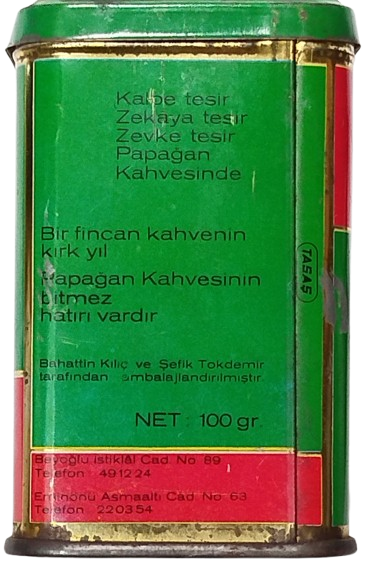 Kalbe tesir
Zekaya tesir
Zevke tesir
Papağan
Kahvesinde
Bir fincan kahvenin
kırk yıl
Papağan Kahvesinin
bitmez
hatırı vardır
Bahattin Kılıç ve Şefik Tokdemir
tarafından ambalajlandırılmıştır.
NET : 100 gr.
Beyoğlu İstiklâl Cad. No. 89
Telefon : 491224
Eminönü Asmaaltı Cad. No. 63
Telefon : 220354
TASAŞ